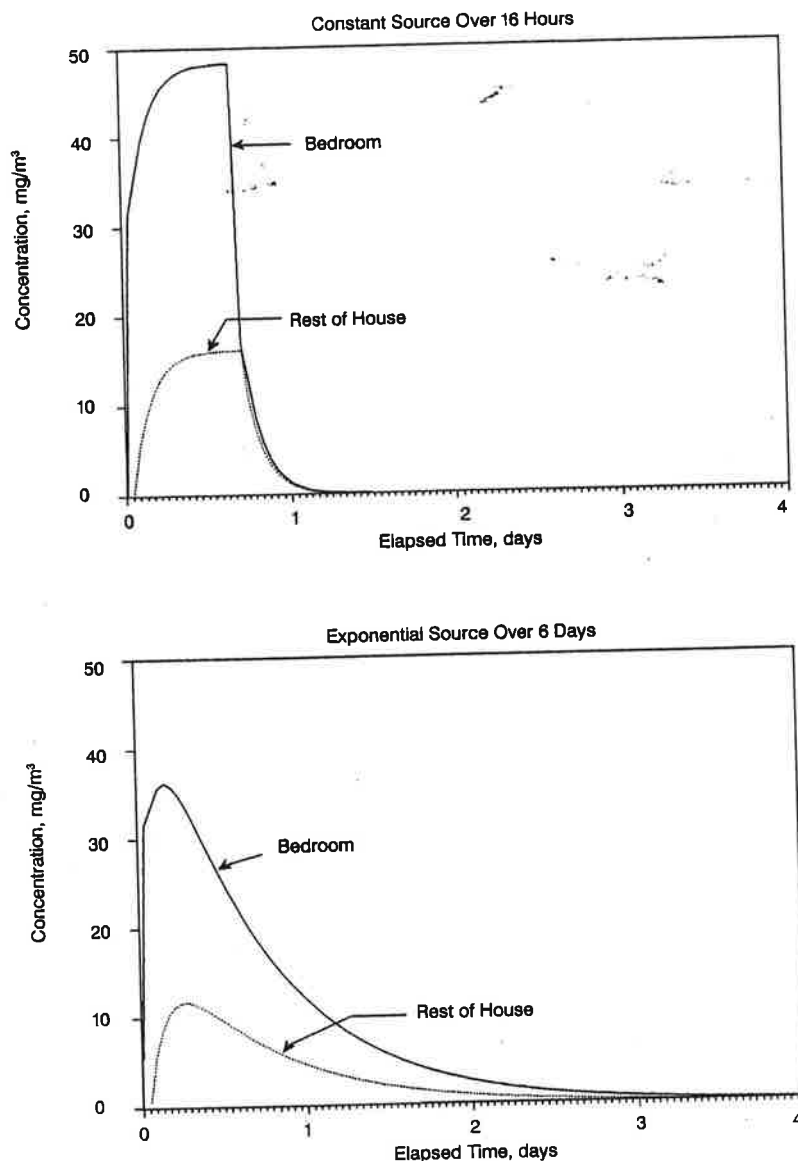 Constant Source Over 16 Hours
50
40
30
20
10
0
Concentration, mg/m³
Bedroom
Rest of House
0 1 2 3 4
Elapsed Time, days
Exponential Source Over 6 Days
50
40
30
20
10
0
Concentration, mg/m³
Bedroom
Rest of House
0 1 2 3 4
Elapsed Time, days